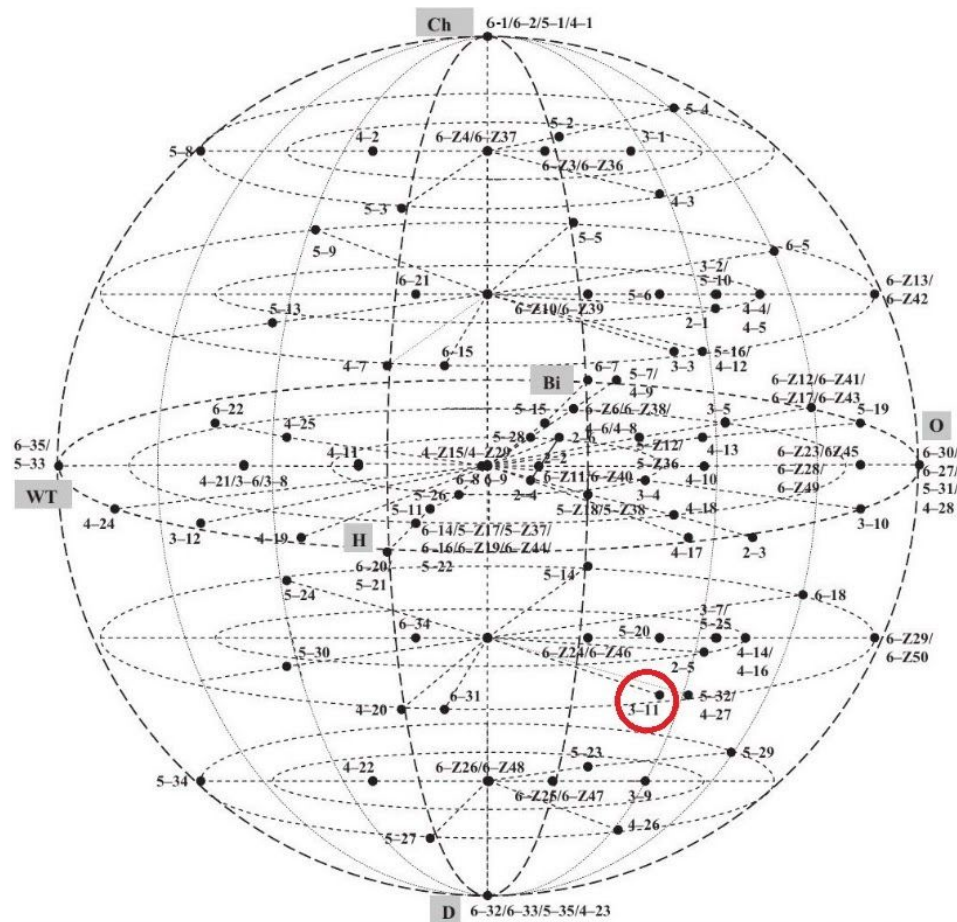 Ch
6-1/6–2/5–1/4–1
5–4
5–2
4–2
6–Z4/6–Z37
3–1
5–8
6–Z3/6–Z36
4–3
5–3
5–5
5–9
6–5
3–2/
5–10
6–21
5–6
6–Z13/
6–Z42
6–Z10/6–Z39
4–4/
4–5
5–13
2–1
6–15
4–7
3–3
5–16/
4–12
6–7
5–7/
4–9
Bi
6–Z12/6–Z41/
6–Z17/6–Z43
6–22
5–15
6–Z6/6–Z38/
4–6/4–8
3–5
5–19
4–25
5–28
2–6
5–Z12/
5–Z36
4–13
O
6–35/
5–33
4–11
4–Z15/4–Z29
2–2
6–Z23/6Z45
6–Z28/
6–Z49
6–30/
6–27/
5–31/
4–28
WT
4–21/3–6/3–8
6–8
6–9
6–Z11/6–Z40
4–10
5–26
2–4
3–4
4–24
3–12
5–11
5–Z18/5–Z38
4–18
3–10
4–19
H
6–14/5–Z17/5–Z37/
6–16/6–Z19/6–Z44/
5–22
4–17
2–3
6–20
5–21
5–14
5–24
6–18
3–7/
5–25
6–34
5–20
6–Z29/
6–Z50
6–Z24/6–Z46
4–14/
4–16
5–30
2–5
6–31
4–20
3–11
5–32/
4–27
5–23
5–29
5–34
4–22
6–Z26/6–Z48
6–Z25/6–Z47
3–9
4–26
5–27
D
6–32/6–33/5–35/4–23